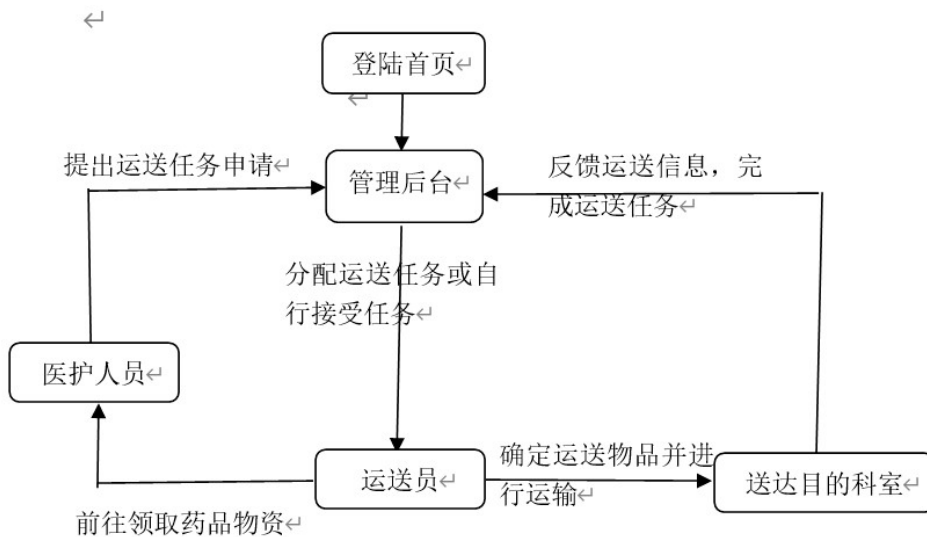 登陆首页
提出运送任务申请
管理后台
反馈运送信息，完
成运送任务
分配运送任务或自
行接受任务
医护人员
运送员
确定运送物品并进
行运输
送达目的科室
前往领取药品物资